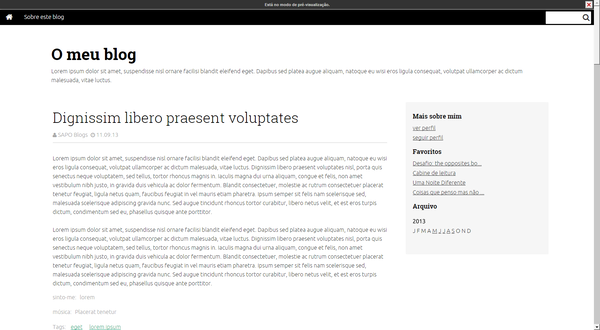 Está no modo de pré-visualização.
Sobre este blog
O meu blog
Lorem ipsum dolor sit amet, suspendisse nisl ornare facilisi blandit eleifend eget. Dapibus sed platea augue aliquam, natoque eu wisi eros ligula consequat, volutpat ullamcorper ac dictum
malesuada, vitae luctus.
Dignissim libero praesent voluptates
SAPO Blogs 11.09.13
Lorem ipsum dolor sit amet, suspendisse nisl ornare facilisi blandit eleifend eget. Dapibus sed platea augue aliquam, natoque eu wisi
eros ligula consequat, volutpat ullamcorper ac dictum malesuada, vitae luctus. Dignissim libero praesent voluptates nisl, porta quis
senectus neque voluptatem, sed tellus, tortor rhoncus magnis in. Iaculis magna dui urna aliquam, congue et felis, non amet
vestibulum nibh justo, in gravida duis vehicula ac dolor fermentum. Blandit consectetuer, molestie ac rutrum consectetuer placerat
tenetur feugiat, ligula netus quam, faucibus feugiat in vel mauris etiam pharetra. Ipsum semper sit felis nam scelerisque sed,
malesuada scelerisque adipiscing gravida nunc. Sed augue tincidunt rhoncus tortor curabitur, libero netus velit, et est eros turpis
dictum, condimentum sed eu, phasellus quisque ante porttitor.
Lorem ipsum dolor sit amet, suspendisse nisl ornare facilisi blandit eleifend eget. Dapibus sed platea augue aliquam, natoque eu wisi
eros ligula consequat, volutpat ullamcorper ac dictum malesuada, vitae luctus. Dignissim libero praesent voluptates nisl, porta quis
senectus neque voluptatem, sed tellus, tortor rhoncus magnis in. Iaculis magna dui urna aliquam, congue et felis, non amet
vestibulum nibh justo, in gravida duis vehicula ac dolor fermentum. Blandit consectetuer, molestie ac rutrum consectetuer placerat
tenetur feugiat, ligula netus quam, faucibus feugiat in vel mauris etiam pharetra. Ipsum semper sit felis nam scelerisque sed,
malesuada scelerisque adipiscing gravida nunc. Sed augue tincidunt rhoncus tortor curabitur, libero netus velit, et est eros turpis
dictum, condimentum sed eu, phasellus quisque ante porttitor.
sinto-me: lorem
música: Placerat tenetur
Tags: eget, lorem ipsum
Mais sobre mim
ver perfil
seguir perfil
Favoritos
Desafio: the opposites bo...
Cabine de leitura
Uma Noite Diferente
Coisas que penso mas não ...
Arquivo
2013
J F M A M J J A S O N D